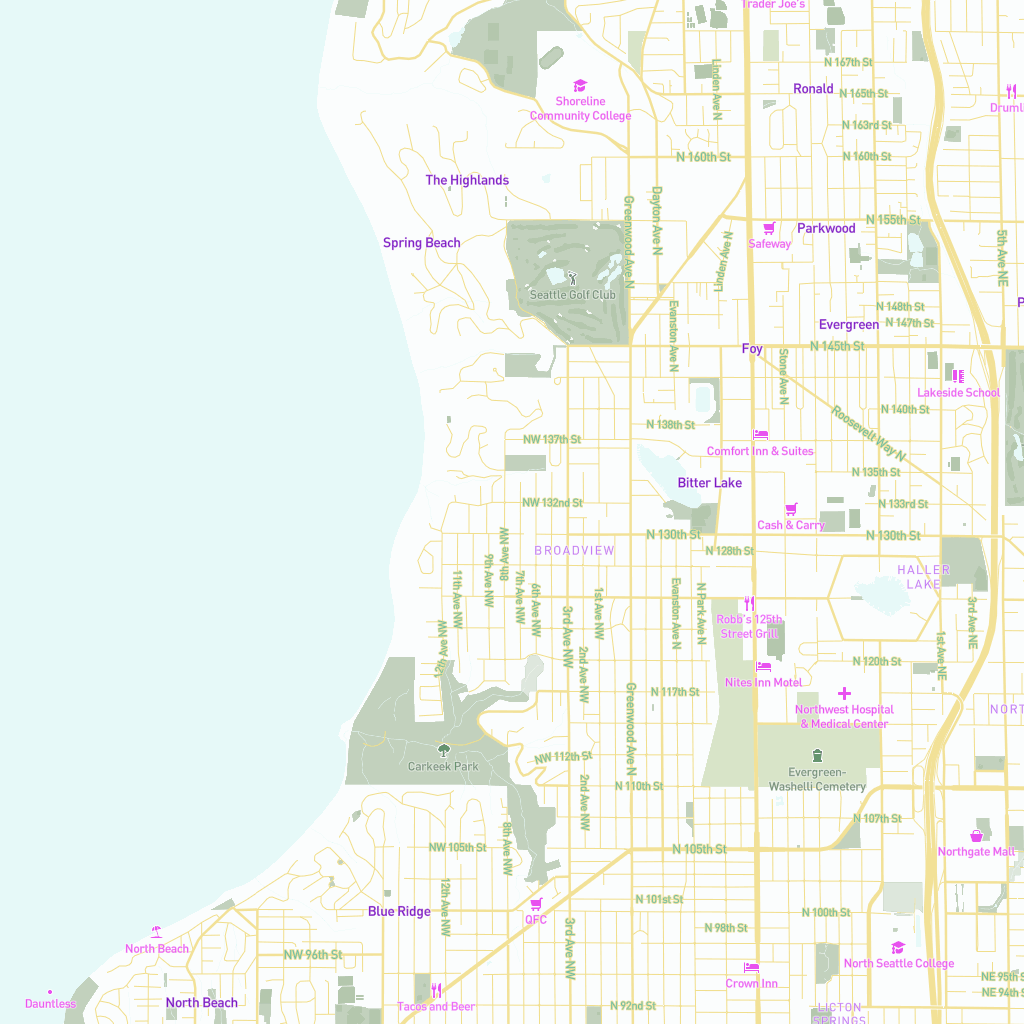 Trader Joe's
N 167th St
Linden Ave N
Ronald
N 165th St
Shoreline
Community College
N 163rd St
N 160th St
N 160th St
The Highlands
Greenwood Ave N
Dayton Ave N
N 155th St
Parkwood
Safeway
Spring Beach
Linden Ave N
5th Ave NE
Seattle Golf Club
N 148th St
Evanston Ave N
Evergreen
N 147th St
Foy
N 145th St
Stone Ave N
Lakeside School
Roosevelt Way N
N 140th St
N 138th St
NW 137th St
Comfort Inn & Suites
N 135th St
Bitter Lake
NW 132nd St
N 133rd St
Cash & Carry
N 130th St
N 130th St
BROADVIEW
N 128th St
8th Ave NW
9th Ave NW
HALLER
LAKE
11th Ave NW
7th Ave NW
6th Ave NW
1st Ave NW
3rd Ave NW
Evanston Ave N
N Park Ave N
3rd Ave NE
Robb's 125th
Street Grill
12th Ave NW
2nd Ave NW
N 120th St
1st Ave NE
Nites Inn Motel
N 117th St
Greenwood Ave N
Northwest Hospital
& Medical Center
NORT
NW 112th St
Carkeek Park
Evergreen-
Washelli Cemetery
N 110th St
2nd Ave NW
N 107th St
8th Ave NW
NW 105th St
N 105th St
Northgate Mall
12th Ave NW
N 101st St
Blue Ridge
QFC
N 100th St
3rd Ave NW
N 98th St
North Beach
NW 96th St
North Seattle College
NE 95th S
Crown Inn
NE 94th S
Dauntless
North Beach
Tacos and Beer
N 92nd St
LICTON
SPRINGS